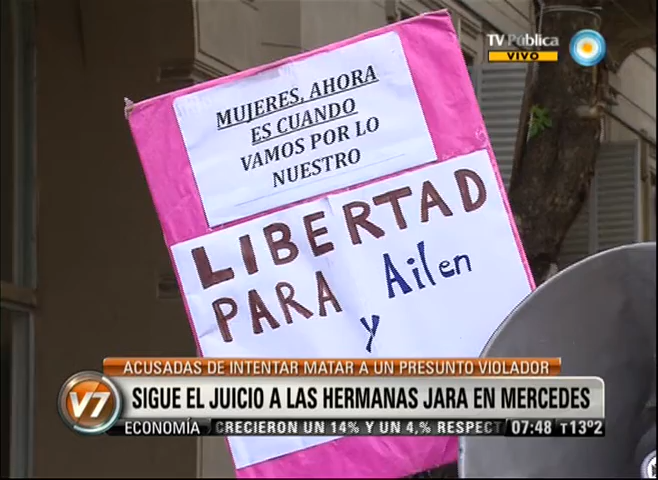 TV Pública
VIVO
MUJERES, AHORA
ES CUANDO
VAMOS POR LO
NUESTRO
LIBERTAD
PARA Ailen
y
ACUSADAS DE INTENTAR MATAR A UN PRESUNTO VIOLADOR
V7
SIGUE EL JUICIO A LAS HERMANAS JARA EN MERCEDES
ECONOMÍA CRECIERON UN 14% Y UN 4,% RESPECT 07:48 T13º2